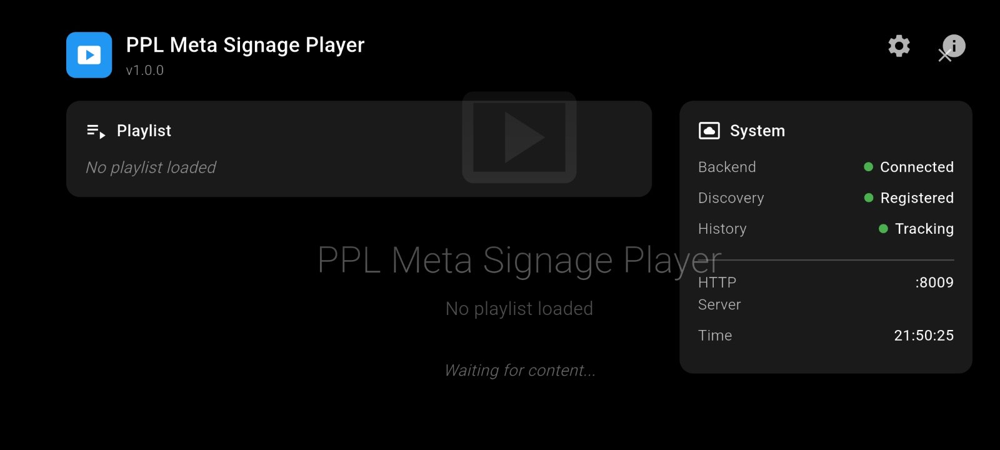 PPL Meta Signage Player
v1.0.0
Playlist
No playlist loaded
System
Backend Connected
Discovery Registered
History Tracking
HTTP Server :8009
Time 21:50:25
PPL Meta Signage Player
No playlist loaded
Waiting for content...